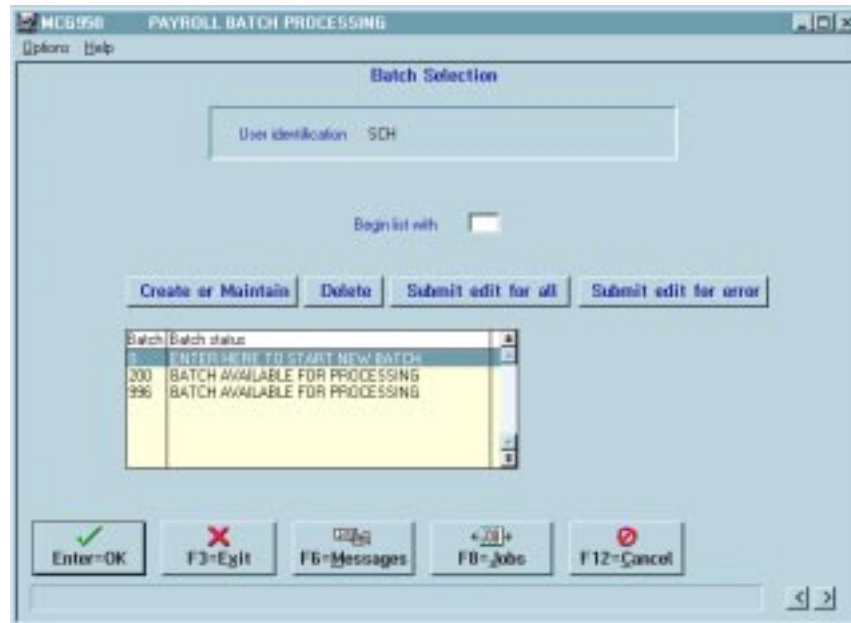 MCG950 PAYROLL BATCH PROCESSING
Options Help
Batch Selection
User identification SCH
Begin list with
Create or Maintain Delete Submit edit for all Submit edit for error
Batch Batch status
0 ENTER HERE TO START NEW BATCH
200 BATCH AVAILABLE FOR PROCESSING
996 BATCH AVAILABLE FOR PROCESSING
Enter=OK F3=Exit F6=Messages F8=Jobs F12=Cancel